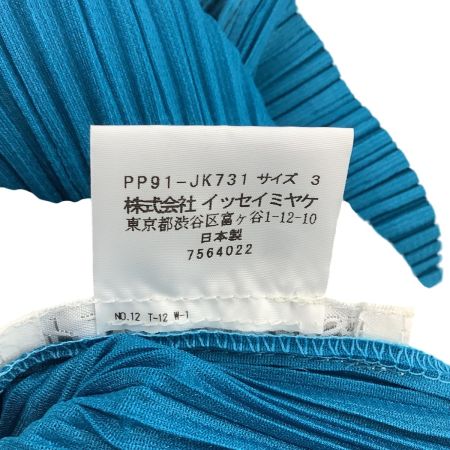 PP91-JK731 サイズ 3
株式会社 イッセイミヤケ
東京都渋谷区富ヶ谷1-12-10
日本製
7564022
NO.12 T-12 W-1